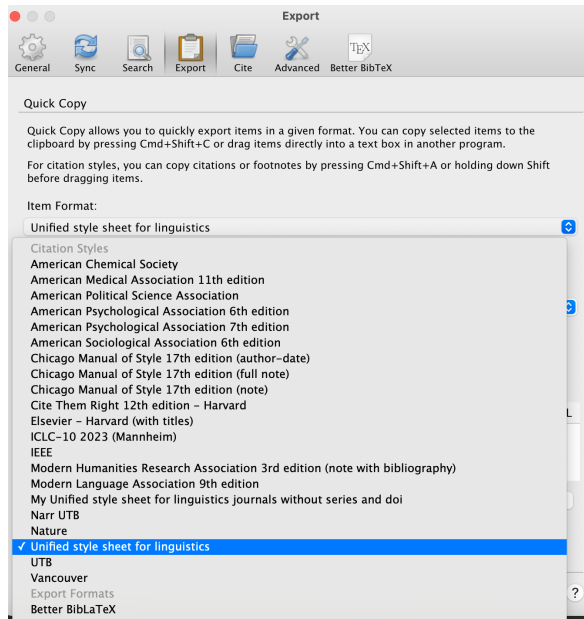 Export
General Sync Search Export Cite Advanced Better BibTeX
TEX
Quick Copy
Quick Copy allows you to quickly export items in a given format. You can copy selected items to the
clipboard by pressing Cmd+Shift+C or drag items directly into a text box in another program.
For citation styles, you can copy citations or footnotes by pressing Cmd+Shift+A or holding down Shift
before dragging items.
Item Format:
Unified style sheet for linguistics
Citation Styles
American Chemical Society
American Medical Association 11th edition
American Political Science Association
American Psychological Association 6th edition
American Psychological Association 7th edition
American Sociological Association 6th edition
Chicago Manual of Style 17th edition (author-date)
Chicago Manual of Style 17th edition (full note)
Chicago Manual of Style 17th edition (note)
Cite Them Right 12th edition – Harvard
Elsevier – Harvard (with titles)
L
ICLC-10 2023 (Mannheim)
IEEE
Modern Humanities Research Association 3rd edition (note with bibliography)
Modern Language Association 9th edition
My Unified style sheet for linguistics journals without series and doi
Narr UTB
Nature
✓ Unified style sheet for linguistics
UTB
Vancouver
Export Formats
?
Better BibLaTeX